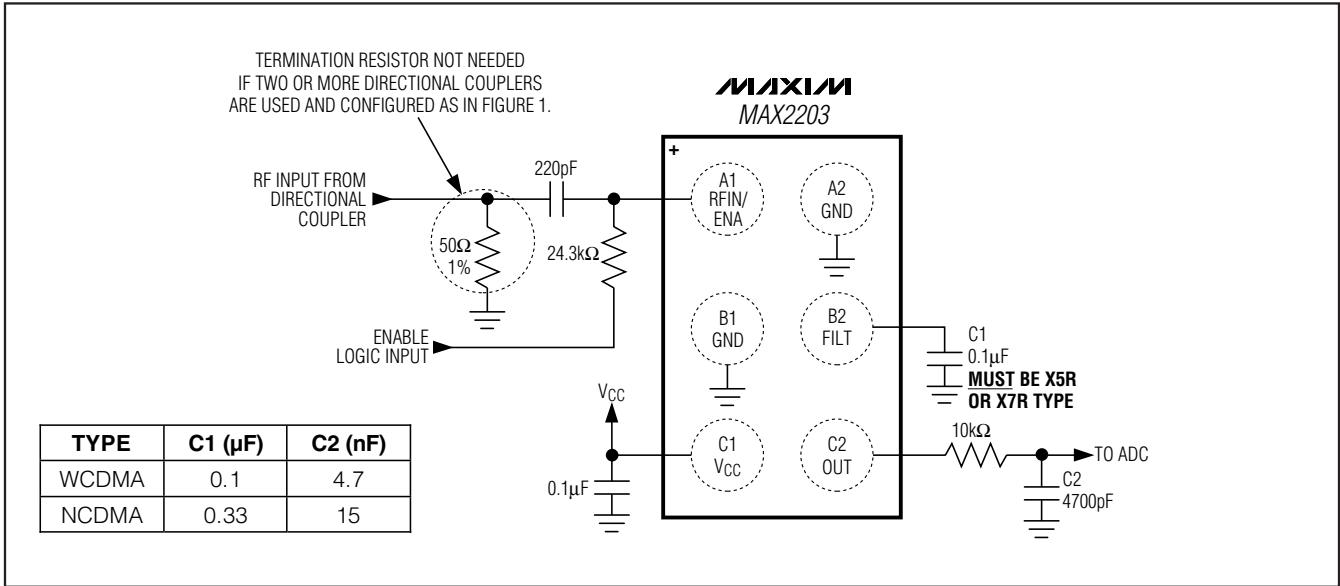 TERMINATION RESISTOR NOT NEEDED
IF TWO OR MORE DIRECTIONAL COUPLERS
ARE USED AND CONFIGURED AS IN FIGURE 1.
MAXIM
MAX2203
+
RF INPUT FROM
DIRECTIONAL
COUPLER
220pF
50Ω
1%
24.3kΩ
ENABLE
LOGIC INPUT
A1
RFIN/
ENA
A2
GND
B1
GND
B2
FILT
C1
0.1µF
MUST BE X5R
OR X7R TYPE
VCC
0.1µF
C1
VCC
C2
OUT
10kΩ
TO ADC
C2
4700pF
TYPE C1 (µF) C2 (nF)
WCDMA 0.1 4.7
NCDMA 0.33 15